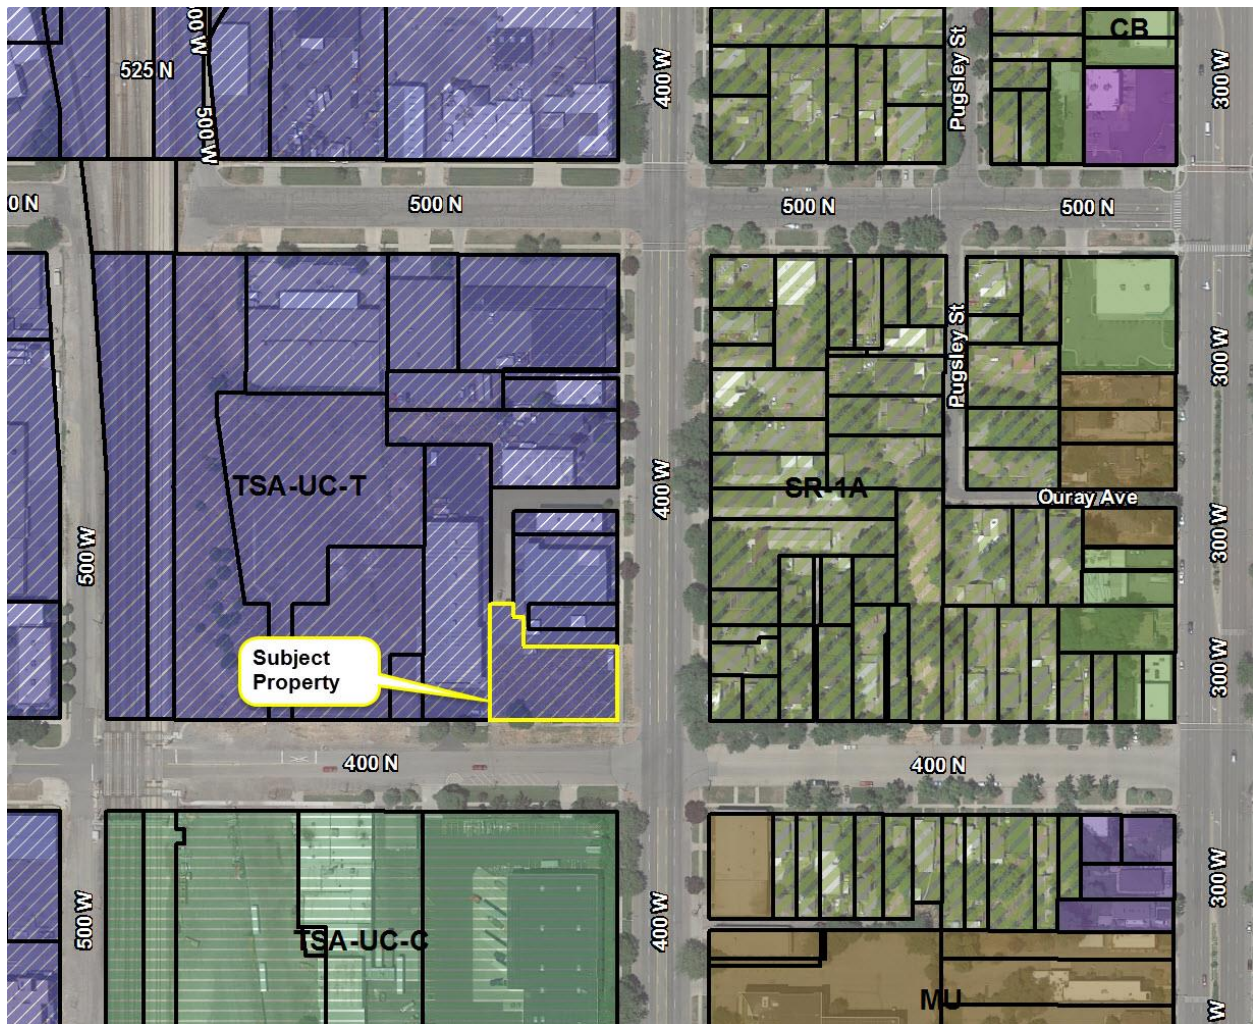 00 W
CB
525 N
400 W
Pugsley St
300 W
500 W
0 N
500 N
500 N
500 N
Pugsley St
300 W
400 W
TSA-UC-T
SR-1A
Ouray Ave
500 W
300 W
Subject
Property
300 W
400 N
400 N
300 W
500 W
400 W
TSA-UC-C
MU
W